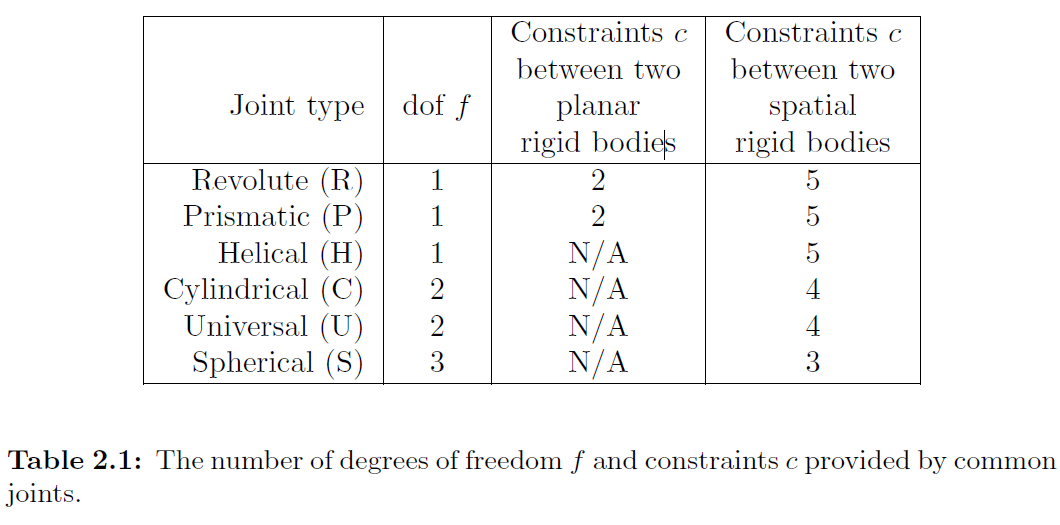 Joint type | dof f | Constraints c between two planar rigid bodies | Constraints c between two spatial rigid bodies
Revolute (R) | 1 | 2 | 5
Prismatic (P) | 1 | 2 | 5
Helical (H) | 1 | N/A | 5
Cylindrical (C) | 2 | N/A | 4
Universal (U) | 2 | N/A | 4
Spherical (S) | 3 | N/A | 3
Table 2.1: The number of degrees of freedom f and constraints c provided by common
joints.